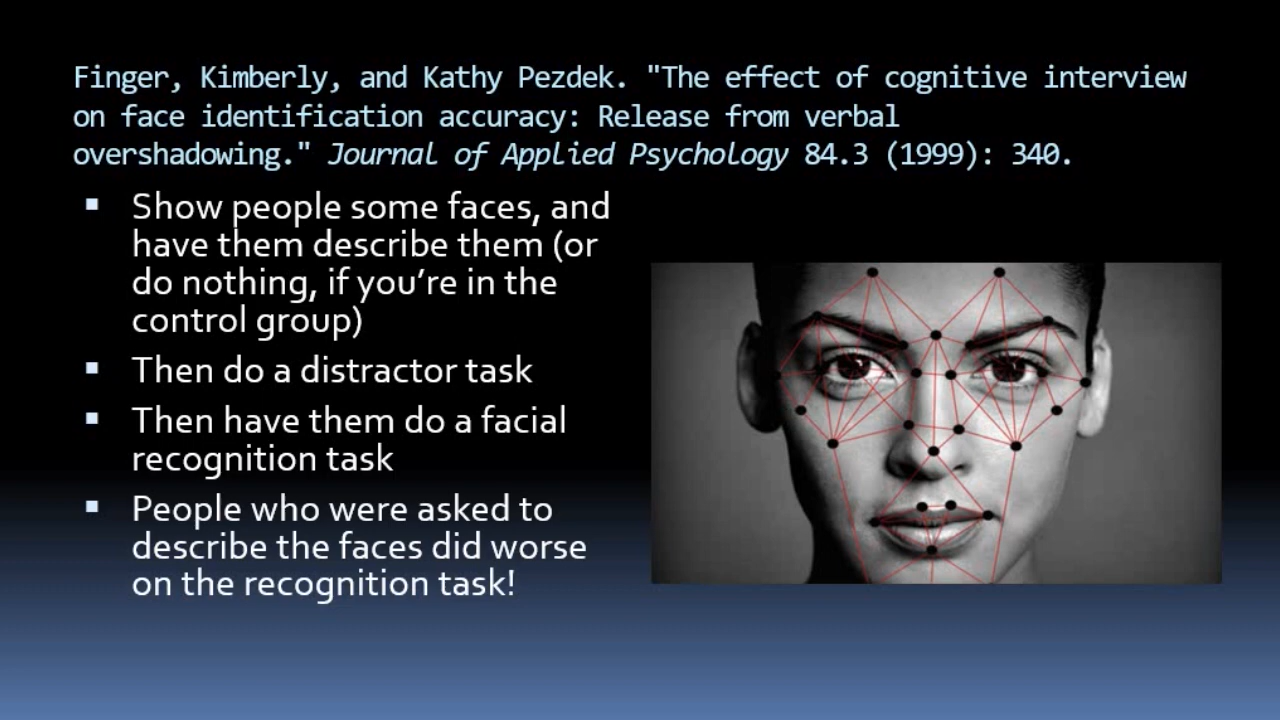 Finger, Kimberly, and Kathy Pezdek. "The effect of cognitive interview
on face identification accuracy: Release from verbal
overshadowing." Journal of Applied Psychology 84.3 (1999): 340.
▪ Show people some faces, and
have them describe them (or
do nothing, if you’re in the
control group)
▪ Then do a distractor task
▪ Then have them do a facial
recognition task
▪ People who were asked to
describe the faces did worse
on the recognition task!